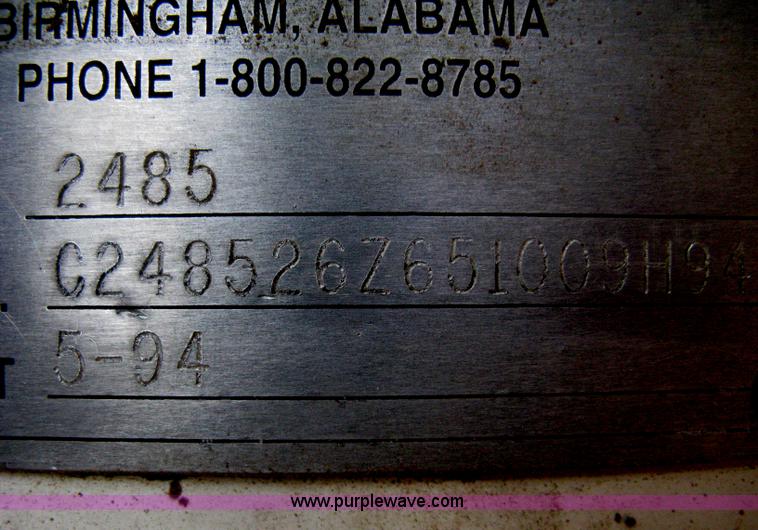 BIRMINGHAM, ALABAMA
PHONE 1-800-822-8785
2485
C248526Z651009H94
T 5-94
www.purplewave.com